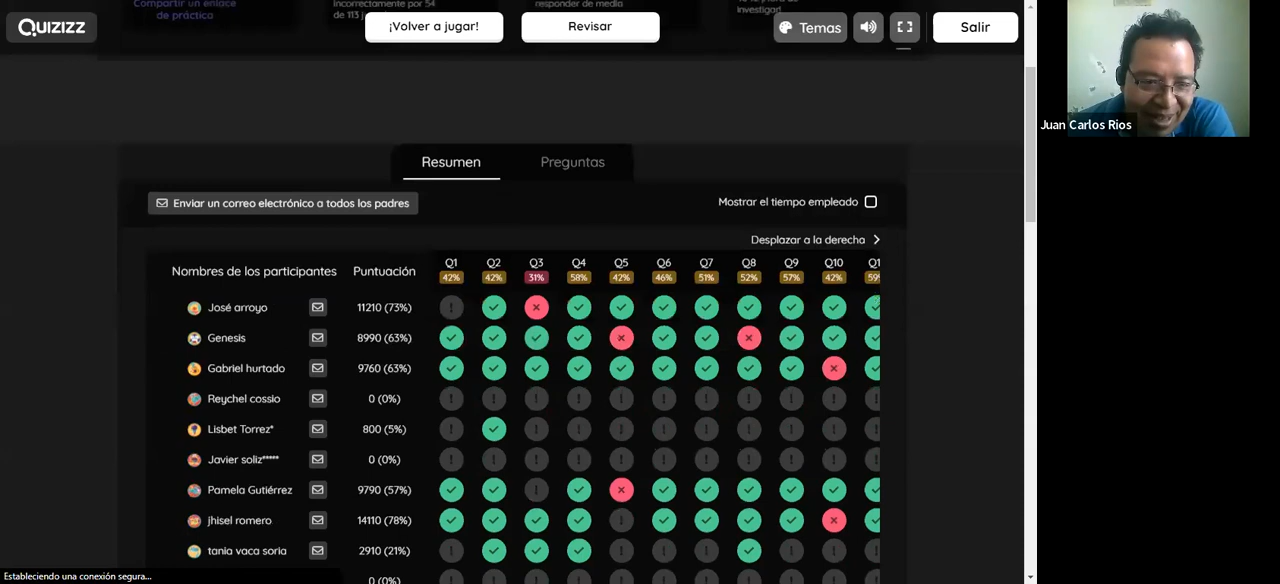 Compartir un enlace
de práctica
Incorrectamente por 54
de 113 j
responder de media
investigar!
Quizizz
¡Volver a jugar!
Revisar
Temas
Salir
Juan Carlos Rios
Resumen
Preguntas
Enviar un correo electrónico a todos los padres
Mostrar el tiempo empleado
Desplazar a la derecha
Nombres de los participantes Puntuación Q1 Q2 Q3 Q4 Q5 Q6 Q7 Q8 Q9 Q10 Q1
42% 42% 31% 58% 42% 46% 51% 52% 57% 42% 59%
José arroyo 11210 (73%)
Genesis 8990 (63%)
Gabriel hurtado 9760 (63%)
Reychel cossio 0 (0%)
Lisbet Torrez* 800 (5%)
Javier soliz***** 0 (0%)
Pamela Gutiérrez 9790 (57%)
jhisel romero 14110 (78%)
tania vaca soria 2910 (21%)
0 (0%)
Estableciendo una conexión segura...